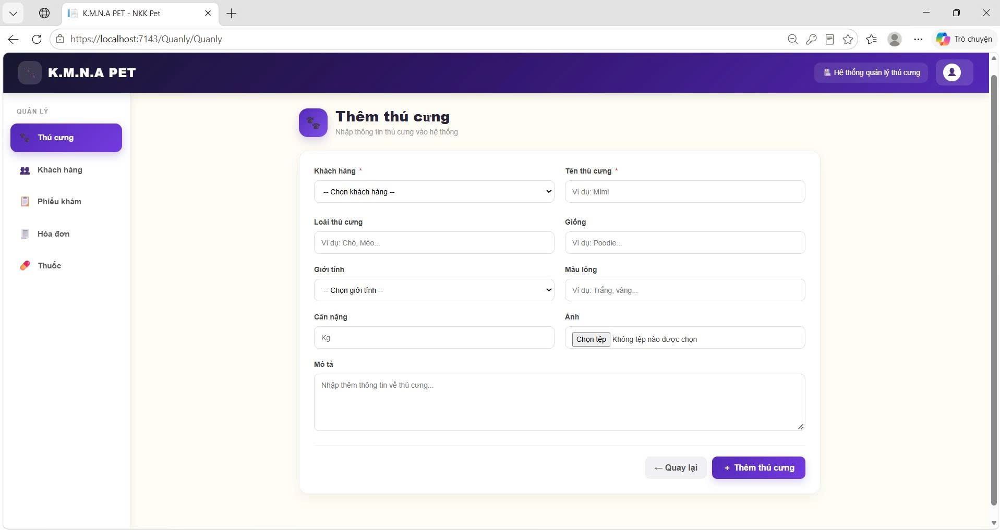 K.M.N.A PET - NKK Pet
https://localhost:7143/Quanly/Quanly
Trò chuyện
K.M.N.A PET
Hệ thống quản lý thú cưng
QUẢN LÝ
Thú cưng
Khách hàng
Phiếu khám
Hóa đơn
Thuốc
Thêm thú cưng
Nhập thông tin thú cưng vào hệ thống
Khách hàng *
Tên thú cưng *
-- Chọn khách hàng --
Ví dụ: Mimi
Loài thú cưng
Giống
Ví dụ: Chó, Mèo...
Ví dụ: Poodle...
Giới tính
Màu lông
-- Chọn giới tính --
Ví dụ: Trắng, vàng...
Cân nặng
Ảnh
Kg
Chọn tệp Không tệp nào được chọn
Mô tả
Nhập thêm thông tin về thú cưng...
← Quay lại
+ Thêm thú cưng